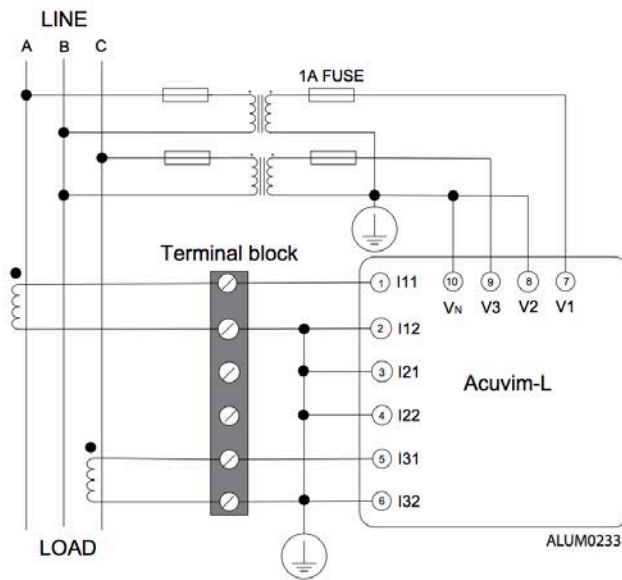 LINE
A B C
1A FUSE
Terminal block
10 9 8 7
VN V3 V2 V1
1 I11
2 I12
3 I21
4 I22
5 I31
6 I32
Acuvim-L
LOAD
ALUM0233